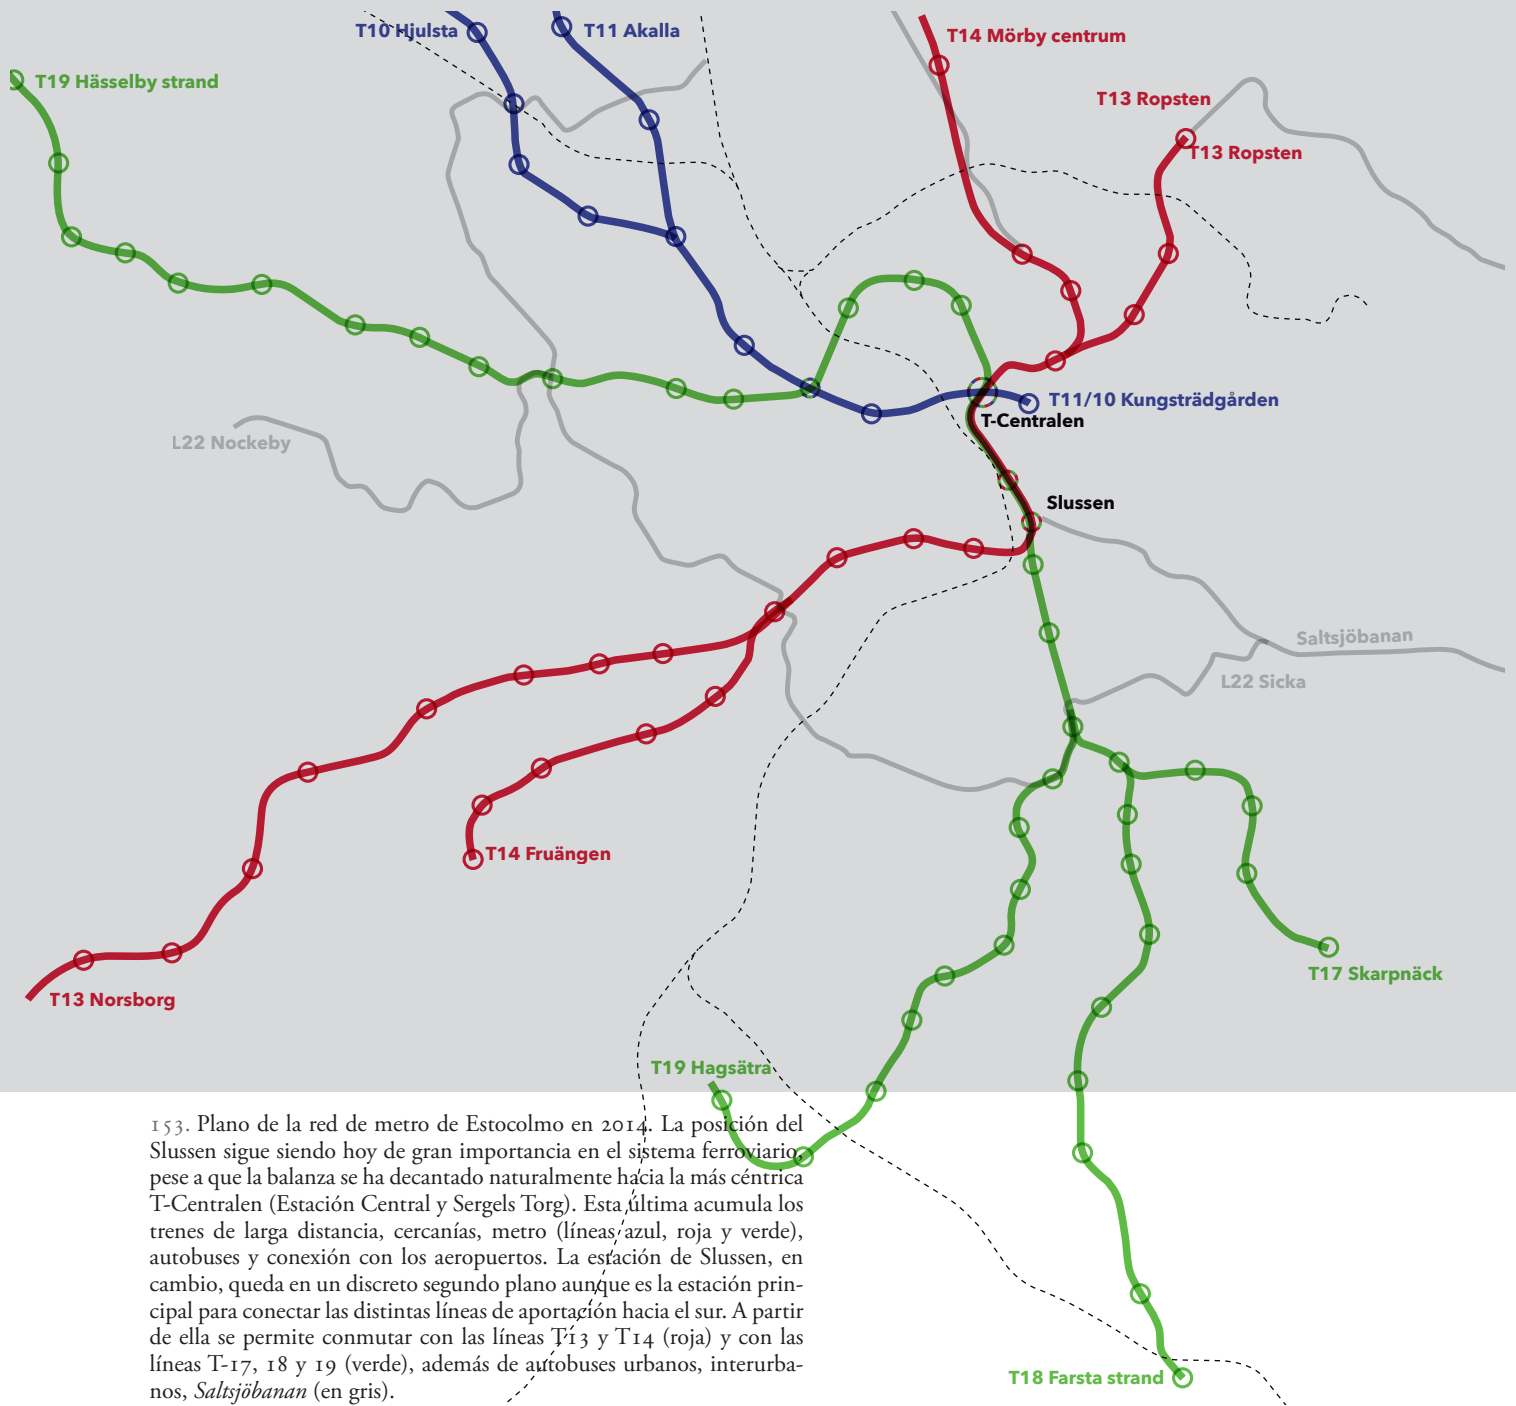 T10 Hjulsta
T11 Akalla
T14 Mörby centrum
T19 Hässelby strand
T13 Ropsten
T13 Ropsten
T11/10 Kungsträdgården
T-Centralen
L22 Nockeby
Slussen
Saltsjöbanan
L22 Sicka
T14 Fruängen
T17 Skarpnäck
T13 Norsborg
T19 Hagsätra
153. Plano de la red de metro de Estocolmo en 2014. La posición del
Slussen sigue siendo hoy de gran importancia en el sistema ferroviario,
pese a que la balanza se ha decantado naturalmente hacia la más céntrica
T-Centralen (Estación Central y Sergels Torg). Esta última acumula los
trenes de larga distancia, cercanías, metro (líneas azul, roja y verde),
autobuses y conexión con los aeropuertos. La estación de Slussen, en
cambio, queda en un discreto segundo plano aunque es la estación prin-
cipal para conectar las distintas líneas de aportación hacia el sur. A partir
de ella se permite conmutar con las líneas T13 y T14 (roja) y con las
líneas T-17, 18 y 19 (verde), además de autobuses urbanos, interurba-
nos, Saltsjöbanan (en gris).
T18 Farsta strand